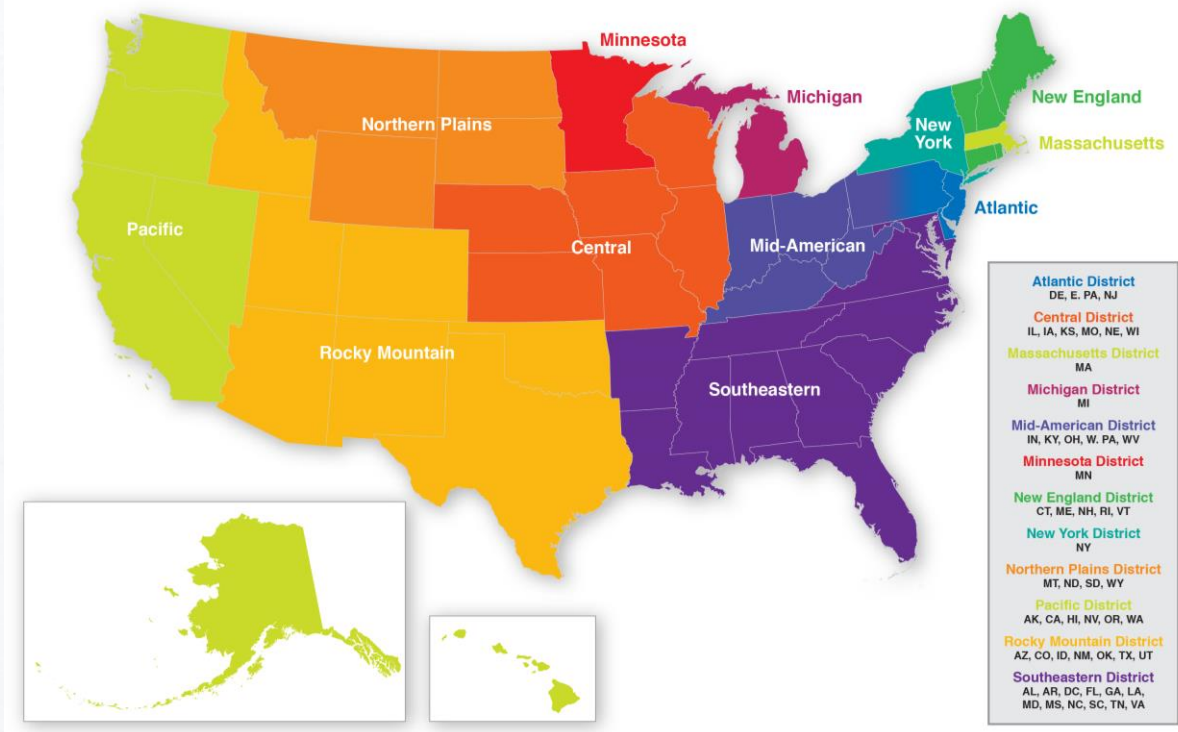 Minnesota
Michigan
New England
Northern Plains
New
York
Massachusetts
Atlantic
Pacific
Central
Mid-American
Rocky Mountain
Southeastern
Atlantic District
DE, E. PA, NJ
Central District
IL, IA, KS, MO, NE, WI
Massachusetts District
MA
Michigan District
MI
Mid-American District
IN, KY, OH, W. PA, WV
Minnesota District
MN
New England District
CT, ME, NH, RI, VT
New York District
NY
Northern Plains District
MT, ND, SD, WY
Pacific District
AK, CA, HI, NV, OR, WA
Rocky Mountain District
AZ, CO, ID, NM, OK, TX, UT
Southeastern District
AL, AR, DC, FL, GA, LA,
MD, MS, NC, SC, TN, VA